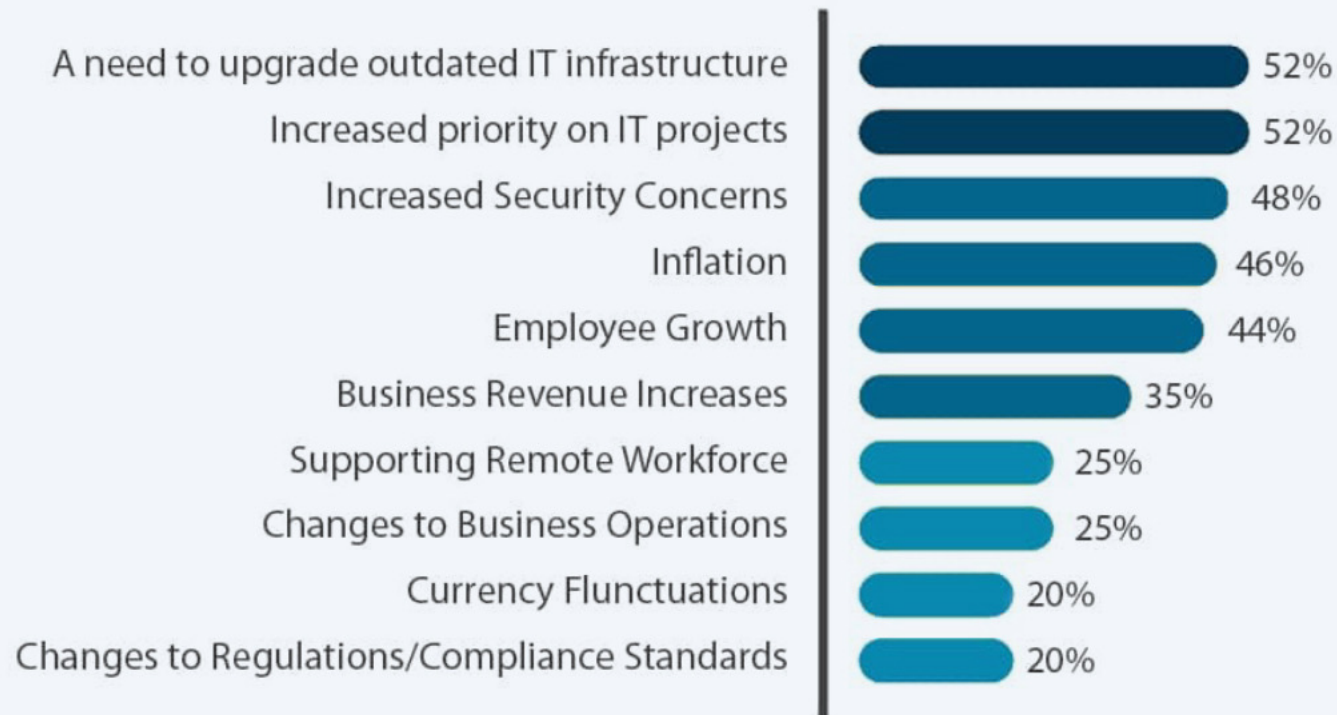 A need to upgrade outdated IT infrastructure 52%
Increased priority on IT projects 52%
Increased Security Concerns 48%
Inflation 46%
Employee Growth 44%
Business Revenue Increases 35%
Supporting Remote Workforce 25%
Changes to Business Operations 25%
Currency Flunctuations 20%
Changes to Regulations/Compliance Standards 20%